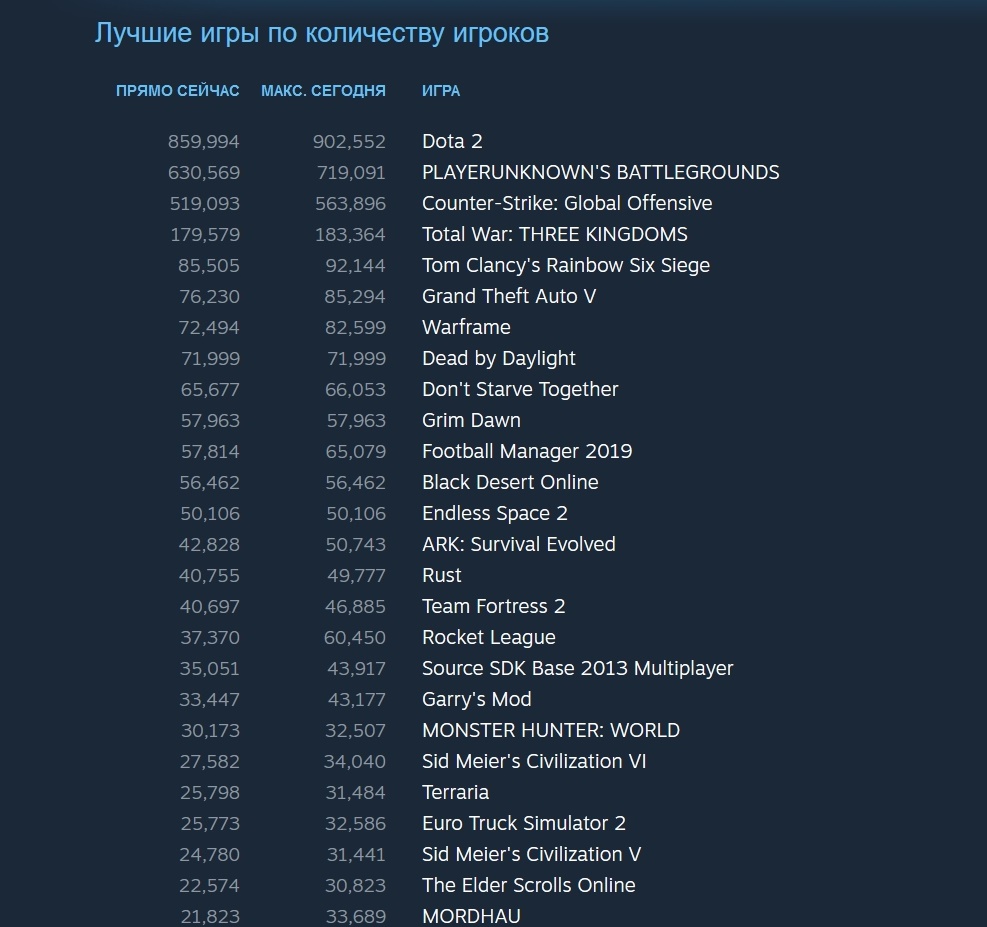 Лучшие игры по количеству игроков
ПРЯМО СЕЙЧАС МАКС. СЕГОДНЯ ИГРА
859,994 902,552 Dota 2
630,569 719,091 PLAYERUNKNOWN'S BATTLEGROUNDS
519,093 563,896 Counter-Strike: Global Offensive
179,579 183,364 Total War: THREE KINGDOMS
85,505 92,144 Tom Clancy's Rainbow Six Siege
76,230 85,294 Grand Theft Auto V
72,494 82,599 Warframe
71,999 71,999 Dead by Daylight
65,677 66,053 Don't Starve Together
57,963 57,963 Grim Dawn
57,814 65,079 Football Manager 2019
56,462 56,462 Black Desert Online
50,106 50,106 Endless Space 2
42,828 50,743 ARK: Survival Evolved
40,755 49,777 Rust
40,697 46,885 Team Fortress 2
37,370 60,450 Rocket League
35,051 43,917 Source SDK Base 2013 Multiplayer
33,447 43,177 Garry's Mod
30,173 32,507 MONSTER HUNTER: WORLD
27,582 34,040 Sid Meier's Civilization VI
25,798 31,484 Terraria
25,773 32,586 Euro Truck Simulator 2
24,780 31,441 Sid Meier's Civilization V
22,574 30,823 The Elder Scrolls Online
21,823 33,689 MORDHAU